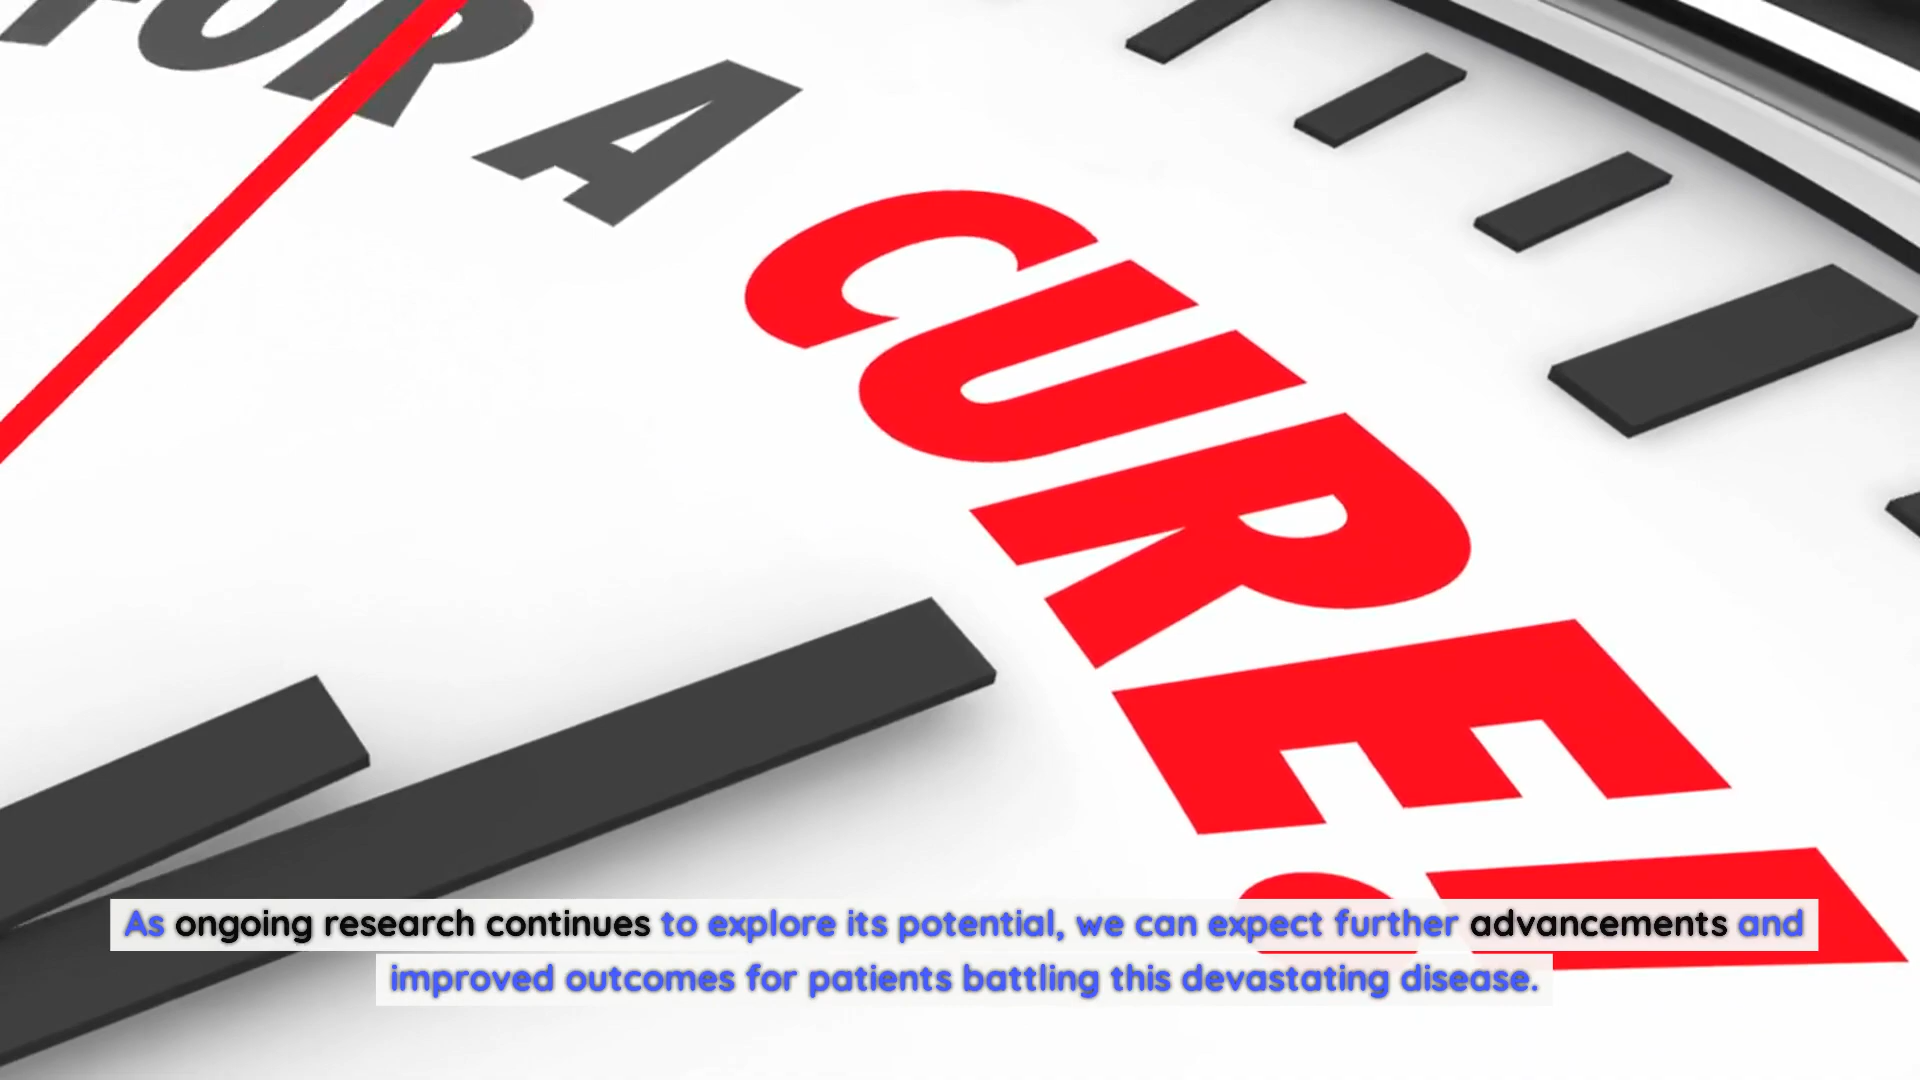 FOR A CURE!
As ongoing research continues to explore its potential, we can expect further advancements and
improved outcomes for patients battling this devastating disease.